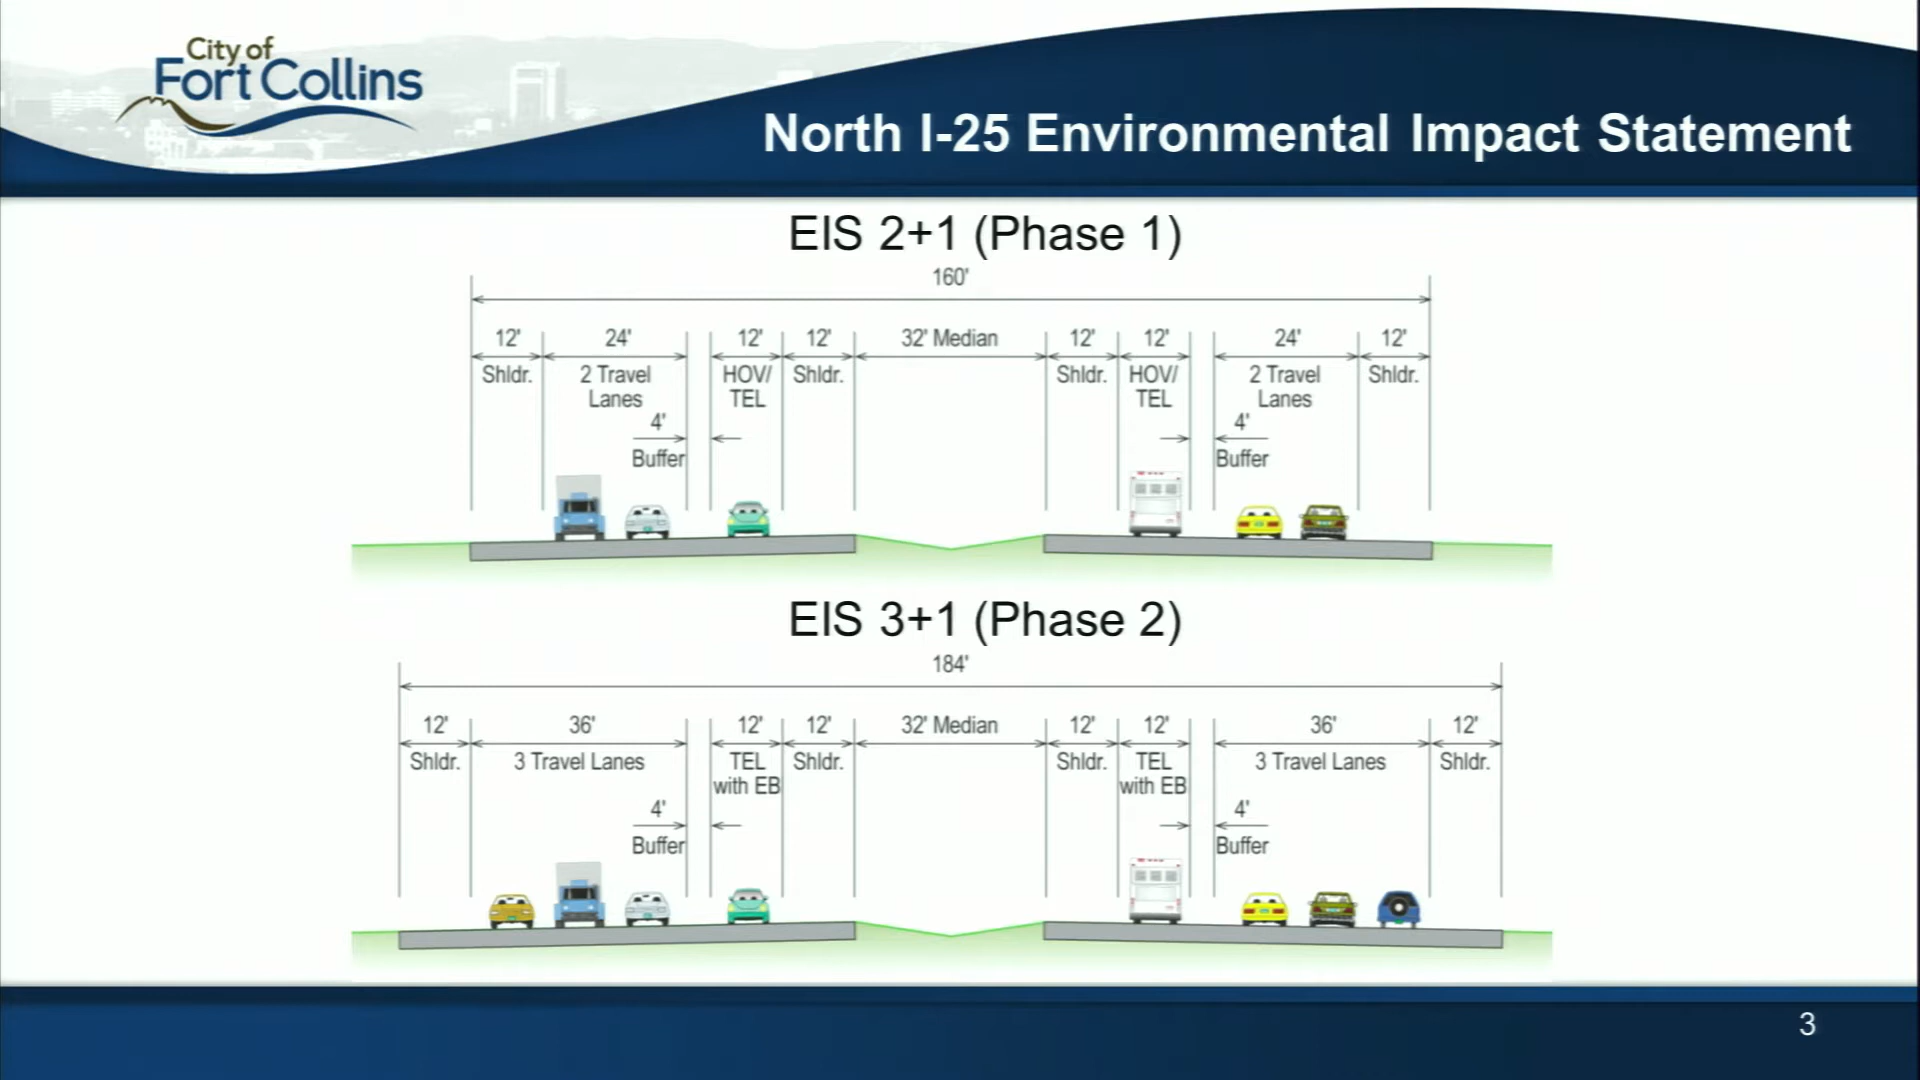 City of
Fort Collins
North I-25 Environmental Impact Statement
EIS 2+1 (Phase 1)
160'
12' 24' 12' 12' 32' Median 12' 12' 24' 12'
Shldr. 2 Travel HOV/ Shldr. Shldr. HOV/ 2 Travel Shldr.
Lanes TEL TEL Lanes
4' 4'
Buffer Buffer
EIS 3+1 (Phase 2)
184'
12' 36' 12' 12' 32' Median 12' 12' 36' 12'
Shldr. 3 Travel Lanes TEL Shldr. Shldr. TEL 3 Travel Lanes Shldr.
with EB with EB
4' 4'
Buffer Buffer
3